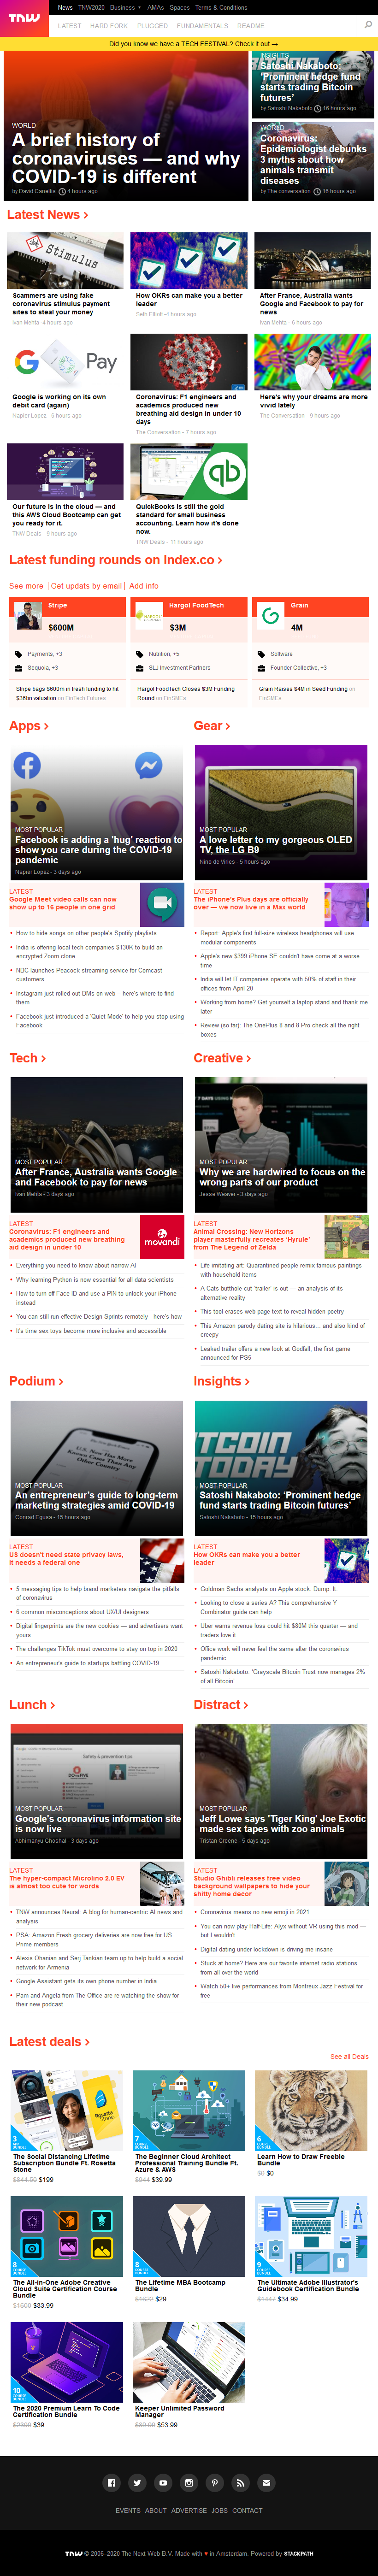 TNW
News TNW2020 Business AMAs Spaces Terms & Conditions
LATEST HARD FORK PLUGGED FUNDAMENTALS README
Did you know we have a TECH FESTIVAL? Check it out →
WORLD
A brief history of
coronaviruses — and why
COVID-19 is different
by David Camellis 4 hours ago
INSIGHTS
Satoshi Nakaboto:
'Prominent hedge fund
starts trading Bitcoin
futures'
by Satoshi Nakaboto 16 hours ago
WORLD
Coronavirus:
Epidemiologist debunks
3 myths about how
animals transmit
diseases
by The conversation 16 hours ago
Latest News ›
Stimulus
Scammers are using fake
coronavirus stimulus payment
sites to steal your money
Ivan Mehta -4 hours ago
How OKRs can make you a better
leader
Seth Elliott -4 hours ago
After France, Australia wants
Google and Facebook to pay for
news
Ivan Mehta - 6 hours ago
G Pay
Google is working on its own
debit card (again)
Napier Lopez - 6 hours ago
Coronavirus: F1 engineers and
academics produced new
breathing aid design in under 10
days
The Conversation - 7 hours ago
Here's why your dreams are more
vivid lately
The Conversation - 9 hours ago
Our future is in the cloud — and
this AWS Cloud Bootcamp can get
you ready for it.
TNW Deals - 9 hours ago
qb
QuickBooks is still the gold
standard for small business
accounting. Learn how it's done
now.
TNW Deals - 11 hours ago
Latest funding rounds on Index.co ›
See more | Get updats by email | Add info
Stripe
$600M
Payments, +3
Sequoia, +3
Stripe bags $600m in fresh funding to hit
$36bn valuation on FinTech Futures
Hargol FoodTech
$3M
Nutrition, +5
SLJ Investment Partners
Hargol FoodTech Closes $3M Funding
Round on FinSMEs
Grain
4M
Software
Founder Collective, +3
Grain Raises $4M in Seed Funding on
FinSMEs
Apps ›
MOST POPULAR
Facebook is adding a 'hug' reaction to
show you care during the COVID-19
pandemic
Napier Lopez - 3 days ago
LATEST
Google Meet video calls can now
show up to 16 people in one grid
How to hide songs on other people's Spotify playlists
India is offering local tech companies $130K to build an
encrypted Zoom clone
NBC launches Peacock streaming service for Comcast
customers
Instagram just rolled out DMs on web – here's where to find
them
Facebook just introduced a 'Quiet Mode' to help you stop using
Facebook
Gear ›
MOST POPULAR
A love letter to my gorgeous OLED
TV, the LG B9
Nino de Vries - 5 hours ago
LATEST
The iPhone's Plus days are officially
over — we now live in a Max world
Report: Apple's first full-size wireless headphones will use
modular components
Apple's new $399 iPhone SE couldn't have come at a worse
time
India will let IT companies operate with 50% of staff in their
offices from April 20
Working from home? Get yourself a laptop stand and thank me
later
Review (so far): The OnePlus 8 and 8 Pro check all the right
boxes
Tech ›
MOST POPULAR
After France, Australia wants Google
and Facebook to pay for news
Ivan Mehta - 3 days ago
LATEST
Coronavirus: F1 engineers and
academics produced new breathing
aid design in under 10
movandi
Everything you need to know about narrow AI
Why learning Python is now essential for all data scientists
How to turn off Face ID and use a PIN to unlock your iPhone
instead
You can still run effective Design Sprints remotely - here's how
It's time sex toys become more inclusive and accessible
Creative ›
MOST POPULAR
Why we are hardwired to focus on the
wrong parts of our product
Jesse Weaver - 3 days ago
LATEST
Animal Crossing: New Horizons
player masterfully recreates 'Hyrule'
from The Legend of Zelda
Life imitating art: Quarantined people remix famous paintings
with household items
A Cats butthole cut 'trailer' is out — an analysis of its
alternative reality
This tool erases web page text to reveal hidden poetry
This Amazon parody dating site is hilarious... and also kind of
creepy
Leaked trailer offers a new look at Godfall, the first game
announced for PS5
Podium ›
MOST POPULAR
An entrepreneur's guide to long-term
marketing strategies amid COVID-19
Conrad Egusa - 15 hours ago
LATEST
US doesn't need state privacy laws,
it needs a federal one
5 messaging tips to help brand marketers navigate the pitfalls
of coronavirus
6 common misconceptions about UX/UI designers
Digital fingerprints are the new cookies — and advertisers want
yours
The challenges TikTok must overcome to stay on top in 2020
An entrepreneur's guide to startups battling COVID-19
Insights ›
BITCOIN TODAY
MOST POPULAR
Satoshi Nakaboto: 'Prominent hedge
fund starts trading Bitcoin futures'
Satoshi Nakaboto - 15 hours ago
LATEST
How OKRs can make you a better
leader
Goldman Sachs analysts on Apple stock: Dump. It.
Looking to close a series A? This comprehensive Y
Combinator guide can help
Uber warns revenue loss could hit $80M this quarter — and
traders love it
Office work will never feel the same after the coronavirus
pandemic
Satoshi Nakaboto: 'Grayscale Bitcoin Trust now manages 2%
of all Bitcoin'
Lunch ›
Safety & prevention tips
MOST POPULAR
Google's coronavirus information site
is now live
Abhimanyu Ghoshal - 3 days ago
LATEST
The hyper-compact Microlino 2.0 EV
is almost too cute for words
TNW announces Neural: A blog for human-centric AI news and
analysis
PSA: Amazon Fresh grocery deliveries are now free for US
Prime members
Alexis Ohanian and Serj Tankian team up to help build a social
network for Armenia
Google Assistant gets its own phone number in India
Pam and Angela from The Office are re-watching the show for
their new podcast
Distract ›
MOST POPULAR
Jeff Lowe says 'Tiger King' Joe Exotic
made sex tapes with zoo animals
Tristan Greene - 5 days ago
LATEST
Studio Ghibli releases free video
background wallpapers to hide your
shitty home decor
Coronavirus means no new emoji in 2021
You can now play Half-Life: Alyx without VR using this mod —
but I wouldn't
Digital dating under lockdown is driving me insane
Stuck at home? Here are our favorite internet radio stations
from all over the world
Watch 50+ live performances from Montreux Jazz Festival for
free
Latest deals ›
See all Deals
Rosetta Stone
The Social Distancing Lifetime
Subscription Bundle Ft. Rosetta
Stone
$844.50 $199
The Beginner Cloud Architect
Professional Training Bundle Ft.
Azure & AWS
$944 $39.99
Learn How to Draw Freebie
Bundle
$0 $0
The All-in-One Adobe Creative
Cloud Suite Certification Course
Bundle
$1600 $33.99
The Lifetime MBA Bootcamp
Bundle
$1622 $29
The Ultimate Adobe Illustrator's
Guidebook Certification Bundle
$1447 $34.99
The 2020 Premium Learn To Code
Certification Bundle
$2999 $39
Keeper Unlimited Password
Manager
$89.99 $53.99
EVENTS ABOUT ADVERTISE JOBS CONTACT
TNW © 2006–2020 The Next Web B.V. Made with ♥ in Amsterdam. Powered by STACKPATH